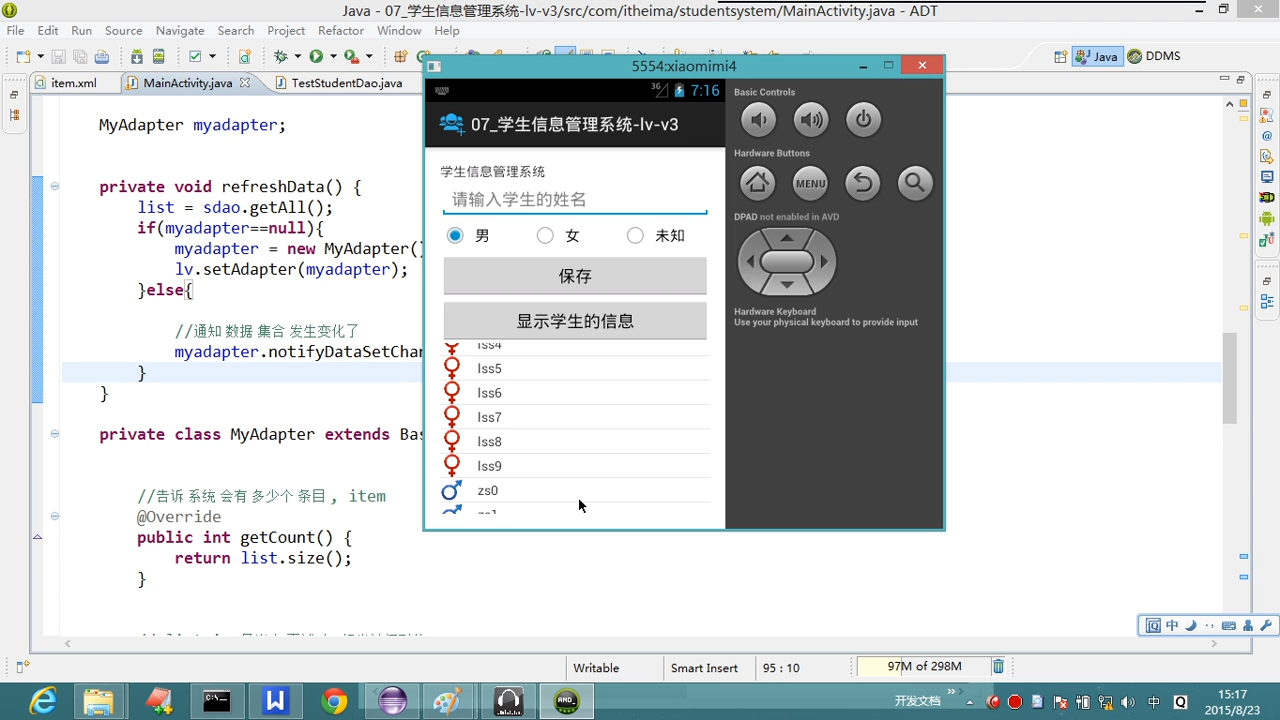 Java - 07_学生信息管理系统-lv-v3/src/com/itheima/studentsystem/MainActivity.java - ADT
File Edit Run Source Navigate Search Project Refactor Window Help
Java DDMS
item.xml MainActivity.java TestStudentDao.java
MyAdapter myadapter;
private void refreshData() {
list = sdao.getAll();
if(myadapter==null){
myadapter = new MyAdapter()
lv.setAdapter(myadapter);
}else{
//通知 数据 集合 发生变化了
myadapter.notifyDataSetChan
}
}
private class MyAdapter extends Bas
//告诉 系统 会有 多少个 条目 , item
@Override
public int getCount() {
return list.size();
}
5554:xiaomimi4
3G 7:16
07_学生信息管理系统-lv-v3
学生信息管理系统
请输入学生的姓名
男 女 未知
保存
显示学生的信息
lss4
lss5
lss6
lss7
lss8
lss9
zs0
zs1
Basic Controls
Hardware Buttons
MENU
DPAD not enabled in AVD
Hardware Keyboard
Use your physical keyboard to provide input
中
Writable Smart Insert 95 : 10 97M of 298M
开发文档 中 Q 15:17
2015/8/23